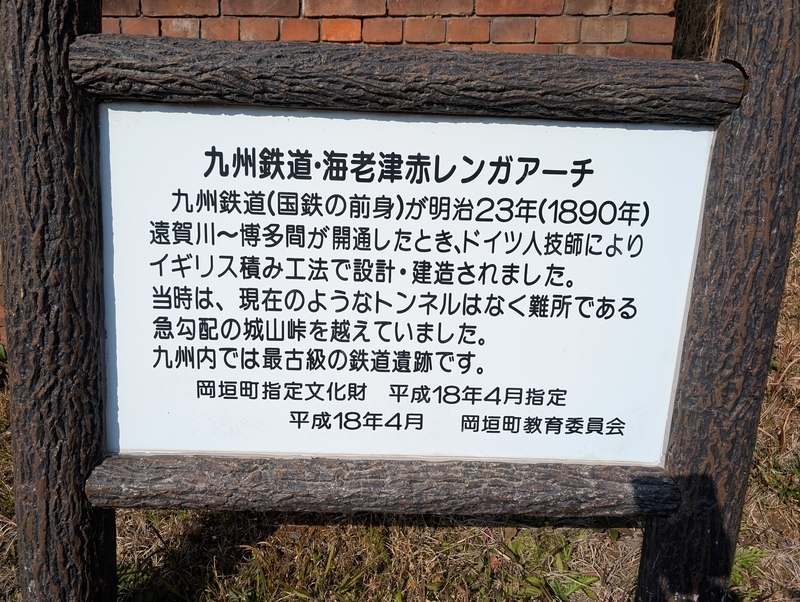 九州鉄道・海老津赤レンガアーチ
九州鉄道(国鉄の前身)が明治23年(1890年)
遠賀川～博多間が開通したとき、ドイツ人技師により
イギリス積み工法で設計・建造されました。
当時は、現在のようなトンネルはなく難所である
急勾配の城山峠を越えていました。
九州内では最古級の鉄道遺跡です。
岡垣町指定文化財　平成18年4月指定
平成18年4月　岡垣町教育委員会